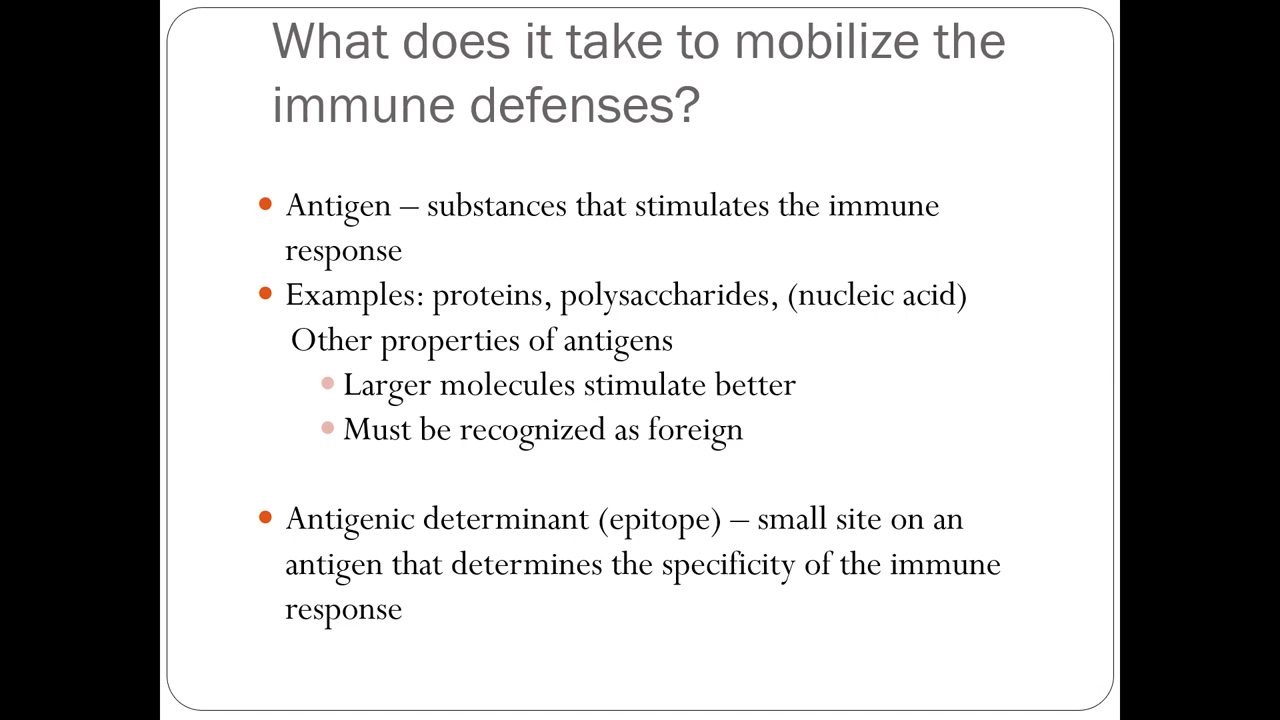 What does it take to mobilize the
immune defenses?
• Antigen – substances that stimulates the immune
response
• Examples: proteins, polysaccharides, (nucleic acid)
Other properties of antigens
• Larger molecules stimulate better
• Must be recognized as foreign
• Antigenic determinant (epitope) – small site on an
antigen that determines the specificity of the immune
response